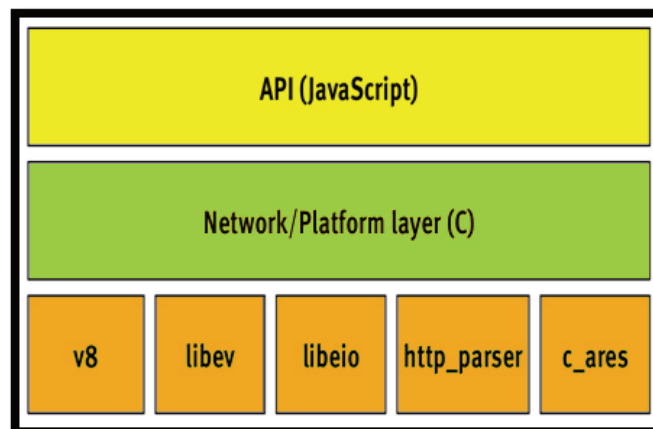 API (JavaScript)
Network/Platform layer (C)
v8 libev libeio http_parser c_ares